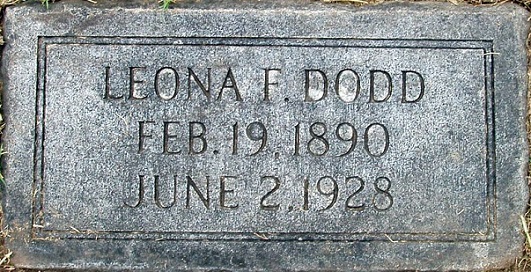 LEONA F. DODD
FEB. 19, 1890
JUNE 2, 1928